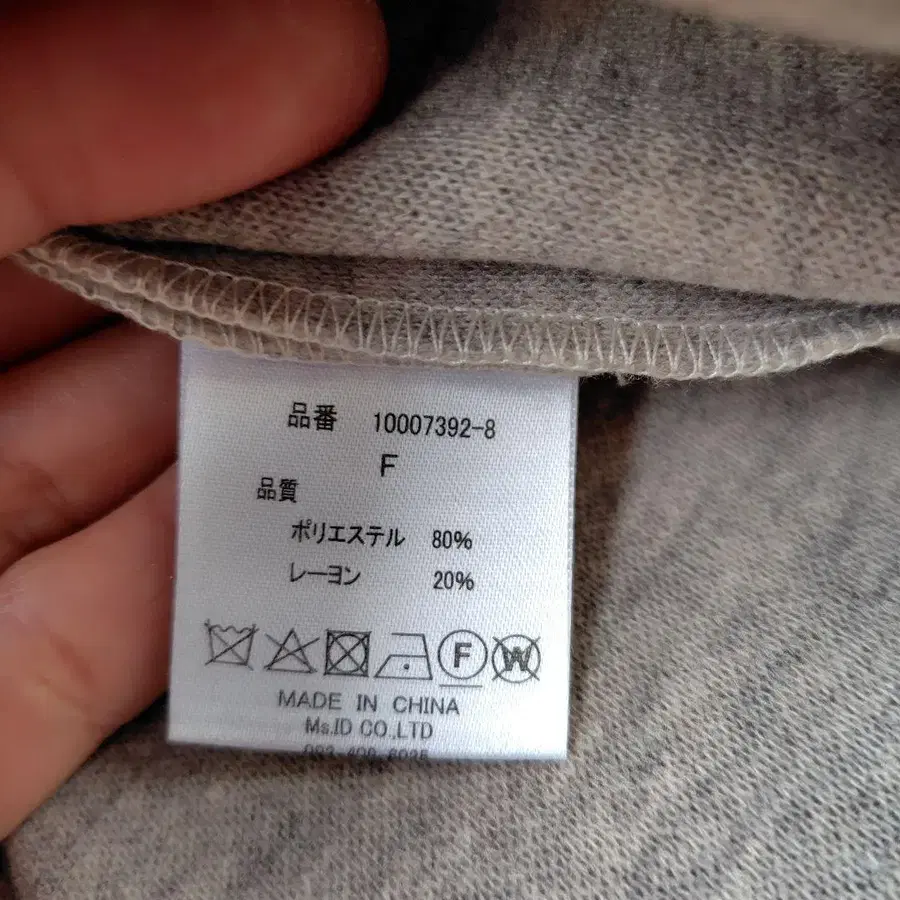 品番 10007392-8
F
品質
ポリエステル 80%
レーヨン 20%
F W
MADE IN CHINA
Ms.ID CO.,LTD